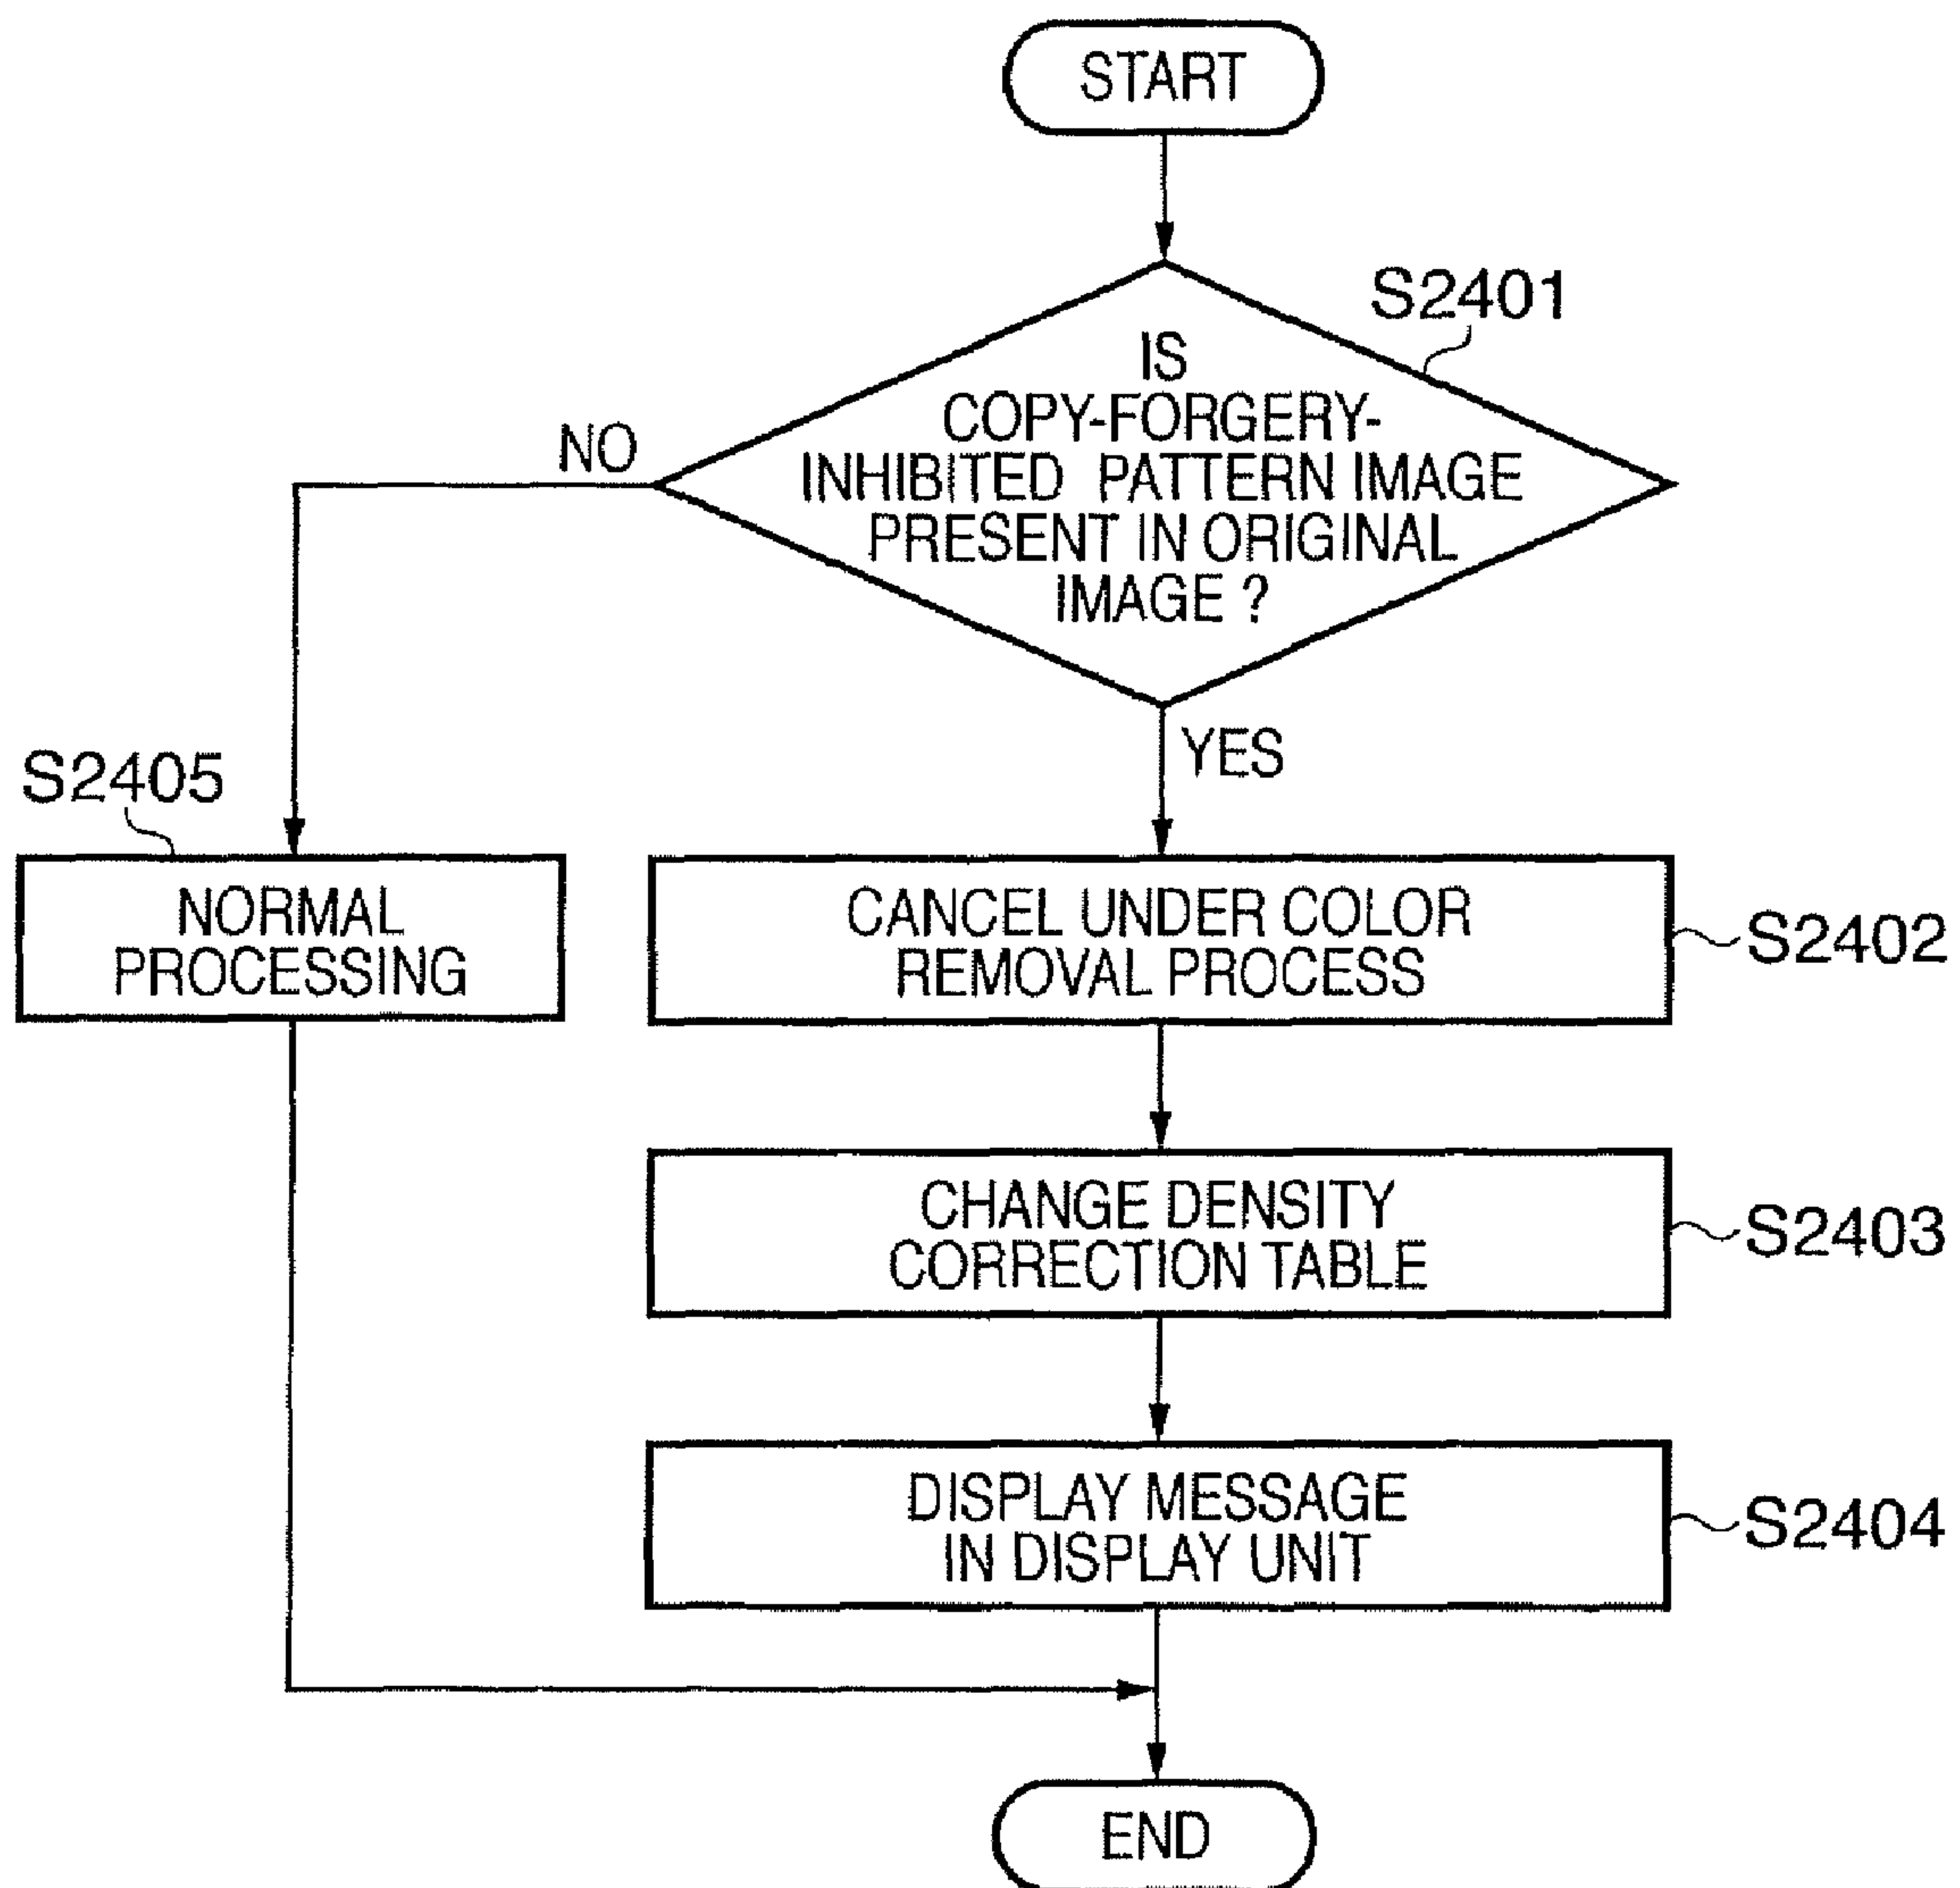 START
S2401
IS
COPY-FORGERY-
INHIBITED PATTERN IMAGE
PRESENT IN ORIGINAL
IMAGE ?
NO
YES
S2405
NORMAL
PROCESSING
CANCEL UNDER COLOR
REMOVAL PROCESS
S2402
CHANGE DENSITY
CORRECTION TABLE
S2403
DISPLAY MESSAGE
IN DISPLAY UNIT
S2404
END